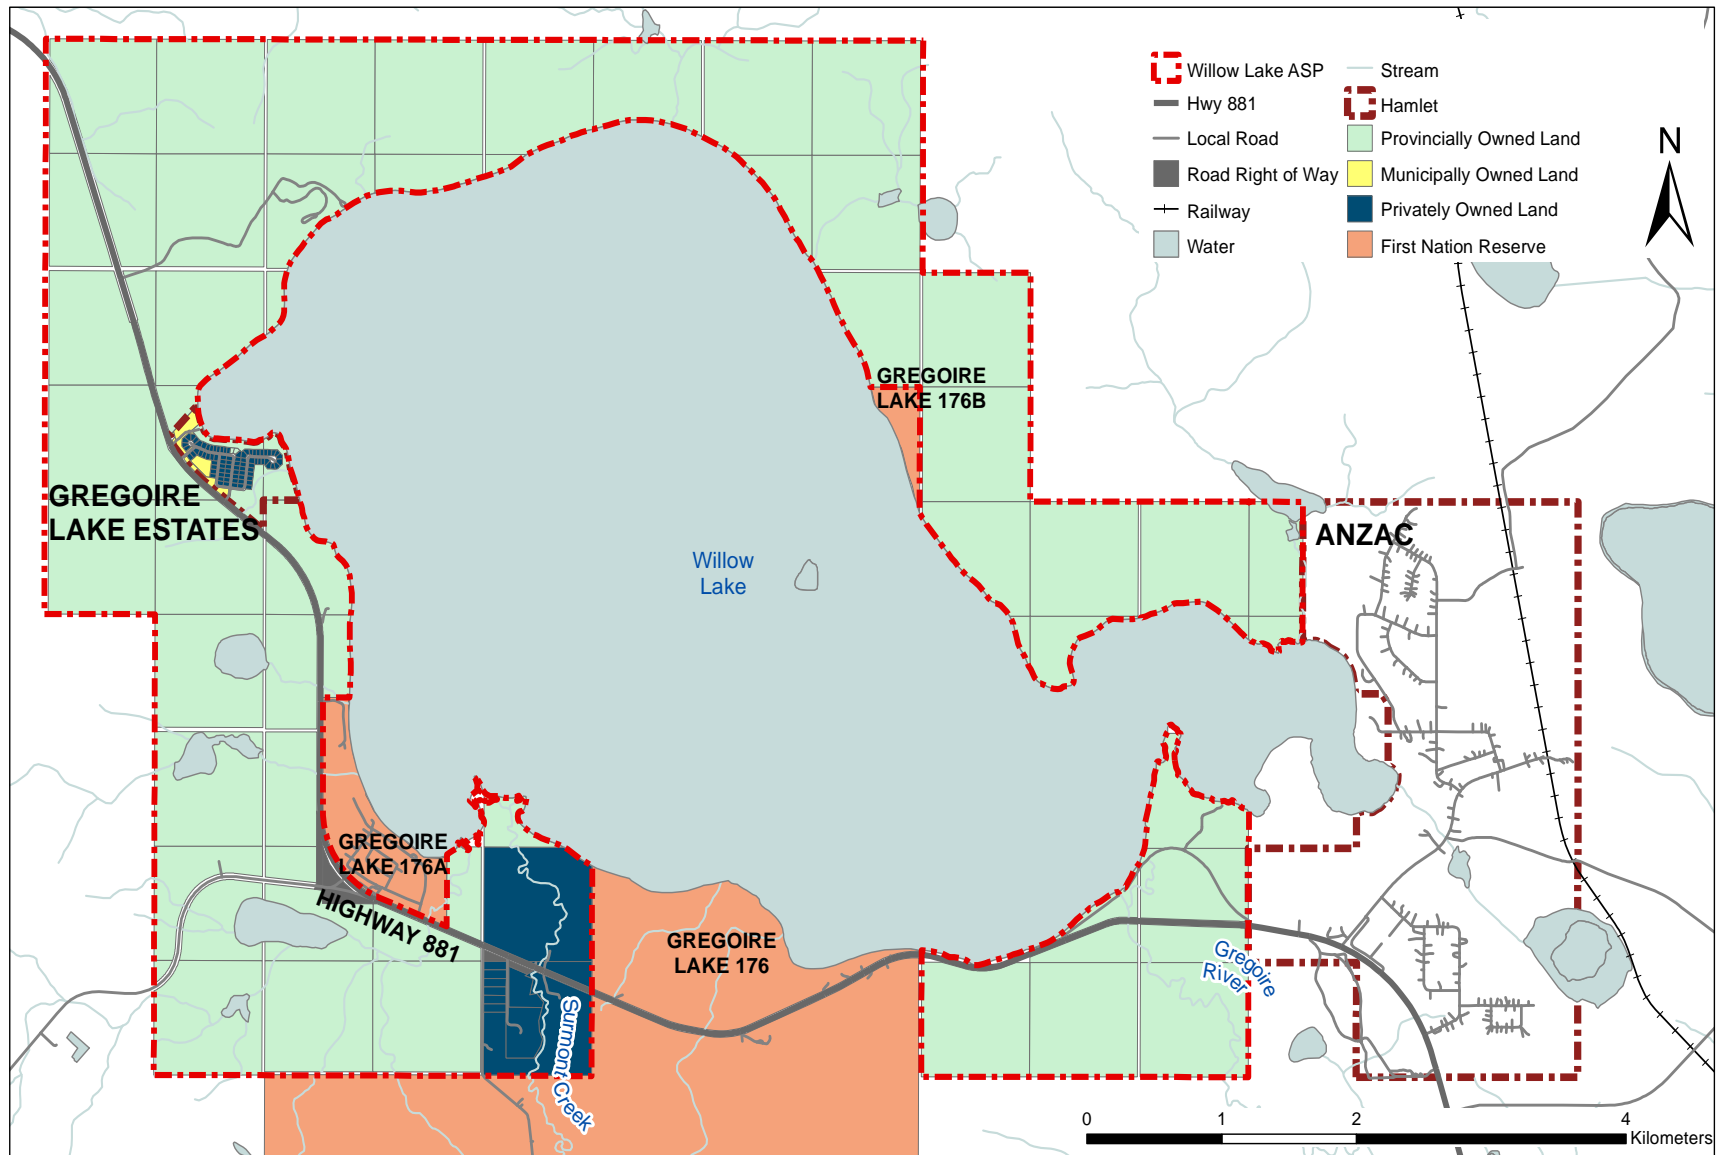 Willow Lake ASP
Hwy 881
Local Road
Road Right of Way
Railway
Water
Stream
Hamlet
Provincially Owned Land
Municipally Owned Land
Privately Owned Land
First Nation Reserve
N
GREGOIRE
LAKE 176B
GREGOIRE
LAKE ESTATES
ANZAC
Willow
Lake
GREGOIRE
LAKE 176A
HIGHWAY 881
GREGOIRE
LAKE 176
Gregoire
River
Surmont Creek
0 1 2 4
Kilometers